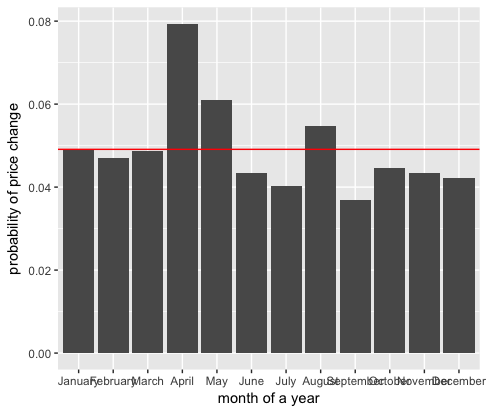 probability of price change
0.08
0.06
0.04
0.02
0.00
January February March April May June July August September October November December
month of a year